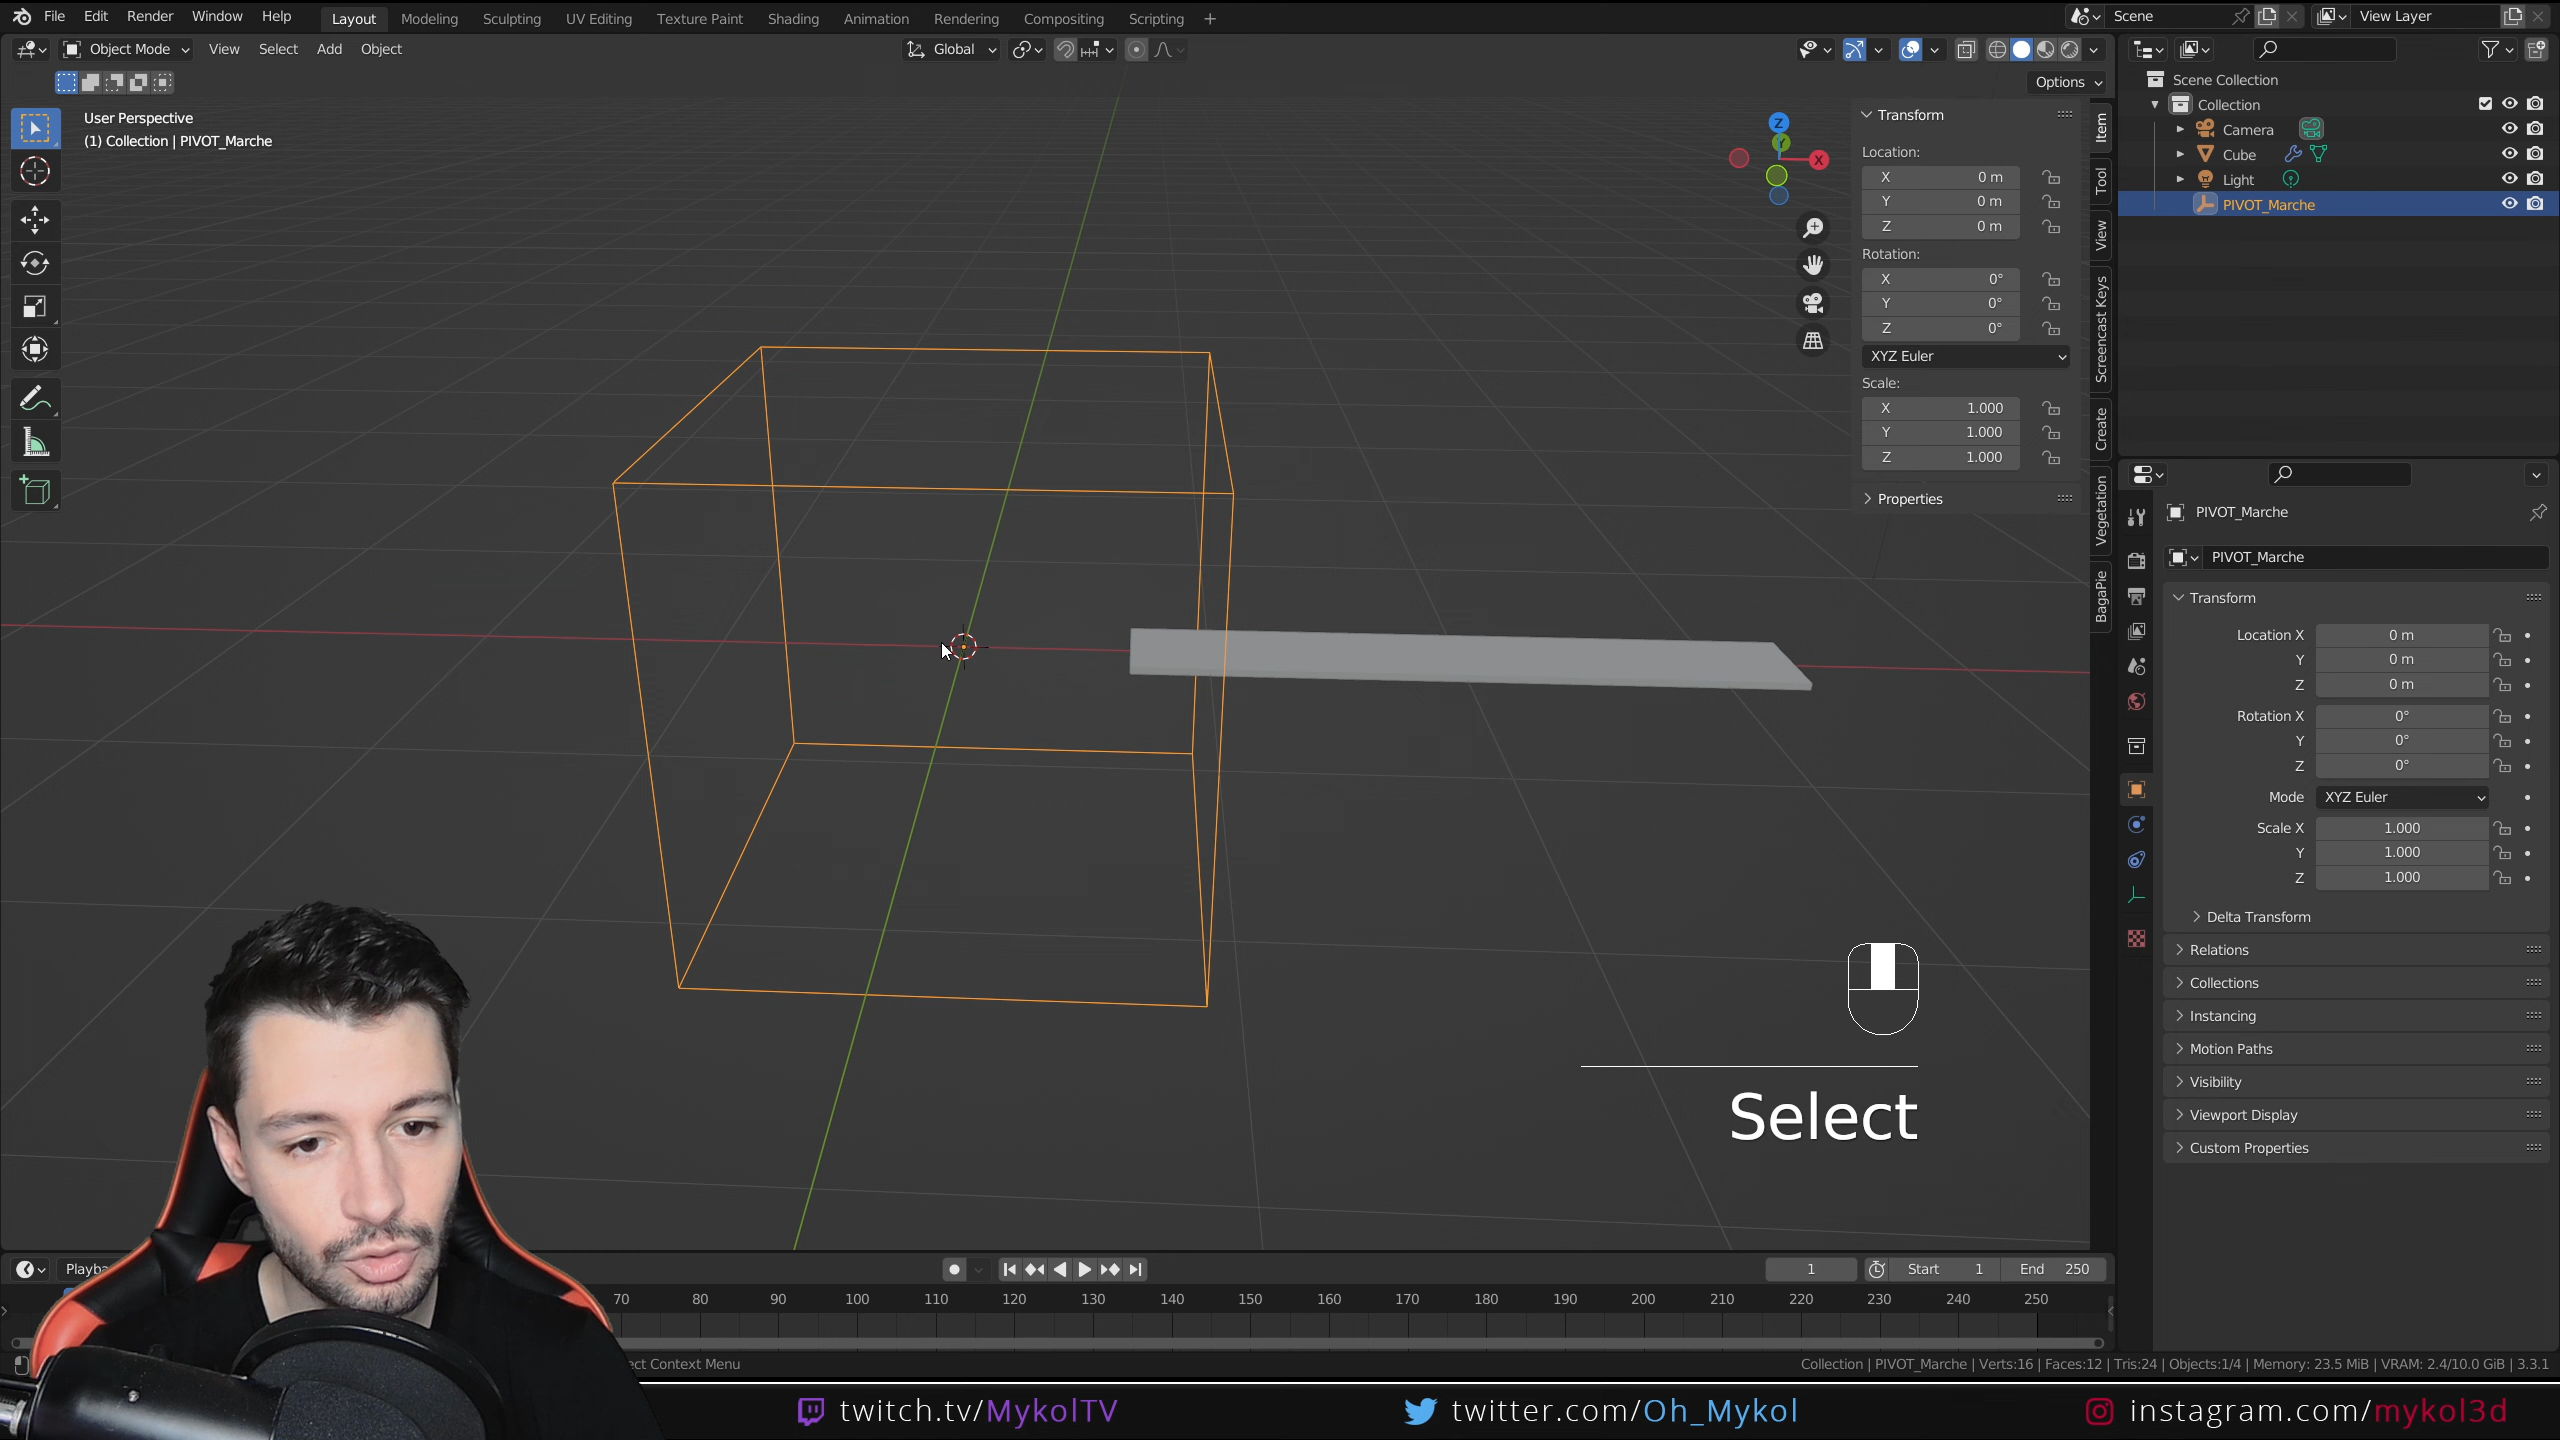 File Edit Render Window Help Layout Modeling Sculpting UV Editing Texture Paint Shading Animation Rendering Compositing Scripting + Scene View Layer
Object Mode View Select Add Object Global
Options
User Perspective
(1) Collection | PIVOT_Marche
Z
Y
X
Transform
Location:
X 0 m
Y 0 m
Z 0 m
Rotation:
X 0°
Y 0°
Z 0°
XYZ Euler
Scale:
X 1.000
Y 1.000
Z 1.000
Properties
Item
Tool
View
Screencast Keys
Create
Vegetation
BagaPie
Scene Collection
Collection
Camera
Cube
Light
PIVOT_Marche
PIVOT_Marche
PIVOT_Marche
Transform
Location X 0 m
Y 0 m
Z 0 m
Rotation X 0°
Y 0°
Z 0°
Mode XYZ Euler
Scale X 1.000
Y 1.000
Z 1.000
Delta Transform
Relations
Collections
Instancing
Motion Paths
Visibility
Viewport Display
Custom Properties
Select
Playba
1 Start 1 End 250
70 80 90 100 110 120 130 140 150 160 170 180 190 200 210 220 230 240 250
ect Context Menu
Collection | PIVOT_Marche | Verts:16 | Faces:12 | Tris:24 | Objects:1/4 | Memory: 23.5 MiB | VRAM: 2.4/10.0 GiB | 3.3.1
twitch.tv/MykolTV twitter.com/Oh_Mykol instagram.com/mykol3d